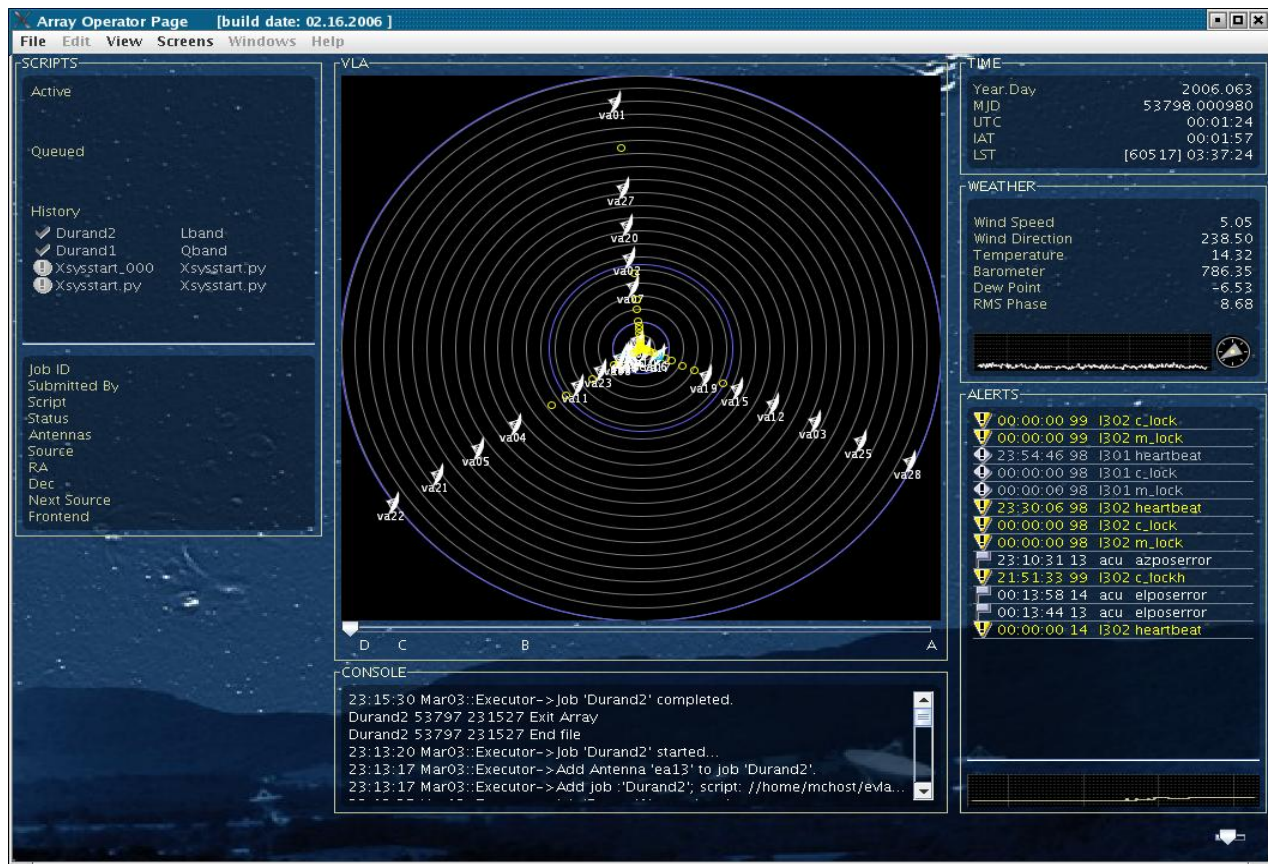 Array Operator Page [build date: 02.16.2006 ]
File Edit View Screens Windows Help
SCRIPTS
Active
Queued
History
Durand2 Lband
Durand1 Qband
Xsysstart_000 Xsysstart.py
Xsysstart.py Xsysstart.py
Job ID
Submitted By
Script
Status
Antennas
Source
RA
Dec
Next Source
Frontend
VLA
va01
va27
va20
va02
va07
va23
va11
va19
va15
va12
va03
va25
va28
va04
va05
va21
va22
D C B A
CONSOLE
23:15:30 Mar03::Executor->Job 'Durand2' completed.
Durand2 53797 231527 Exit Array
Durand2 53797 231527 End file
23:13:20 Mar03::Executor->Job 'Durand2' started...
23:13:17 Mar03::Executor->Add Antenna 'ea13' to job 'Durand2'.
23:13:17 Mar03::Executor->Add job :'Durand2'; script: //home/mchost/evla...
TIME
Year.Day 2006.063
MJD 53798.000980
UTC 00:01:24
IAT 00:01:57
LST [60517] 03:37:24
WEATHER
Wind Speed 5.05
Wind Direction 238.50
Temperature 14.32
Barometer 786.35
Dew Point -6.53
RMS Phase 8.68
ALERTS
00:00:00 99 l302 c_lock
00:00:00 99 l302 m_lock
23:54:46 98 l301 heartbeat
00:00:00 98 l301 c_lock
00:00:00 98 l301 m_lock
23:30:06 98 l302 heartbeat
00:00:00 98 l302 c_lock
00:00:00 98 l302 m_lock
23:10:31 13 acu azposerror
21:51:33 99 l302 c_lockh
00:13:58 14 acu elposerror
00:13:44 13 acu elposerror
00:00:00 14 l302 heartbeat